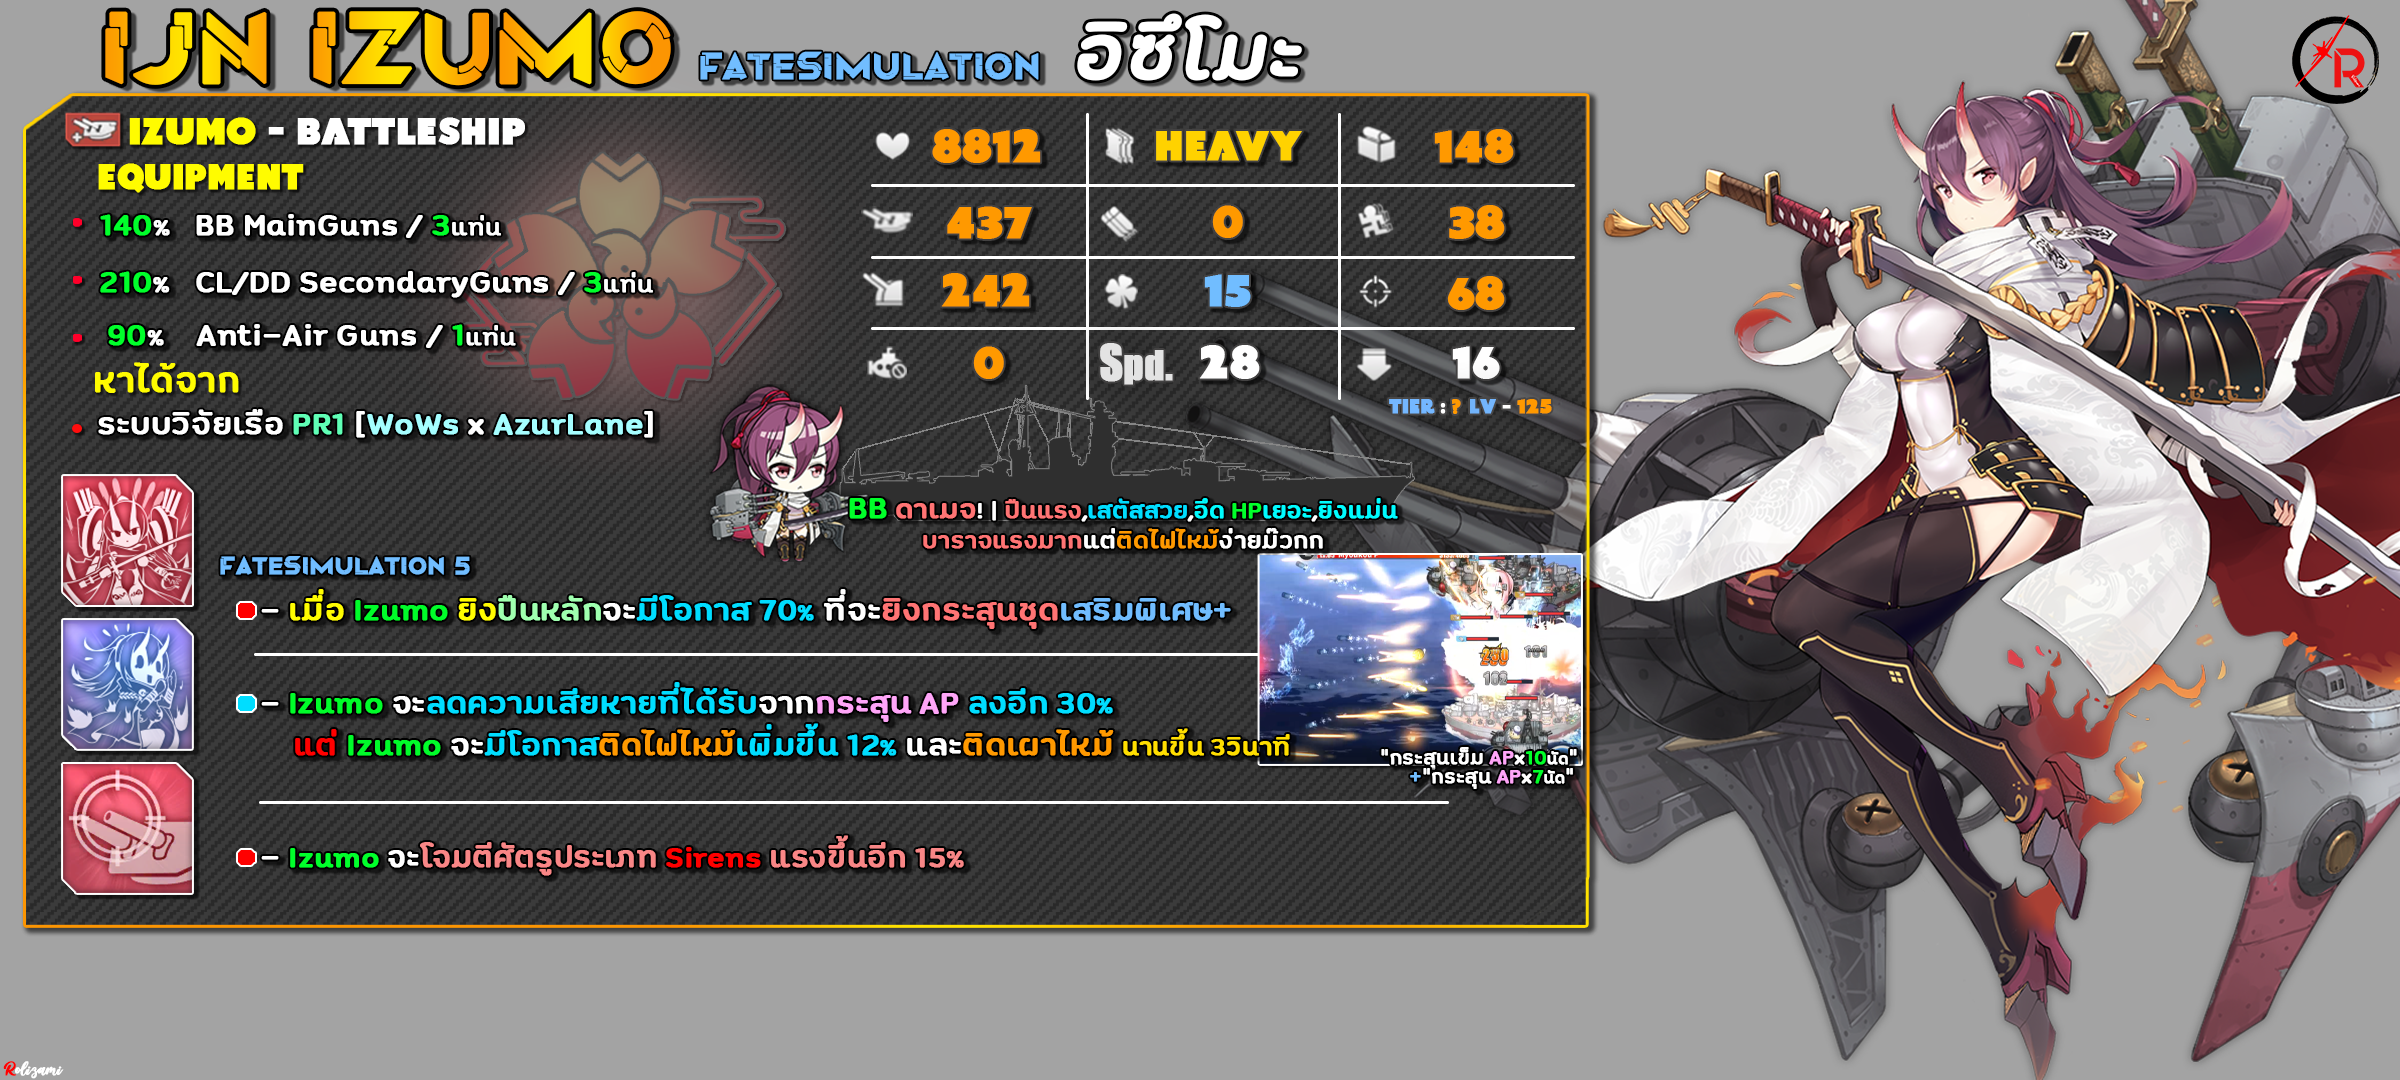 IJN IZUMO FATESIMULATION อิซึโมะ
R
IZUMO - BATTLESHIP
EQUIPMENT
140% BB MainGuns / 3แท่น
210% CL/DD SecondaryGuns / 3แท่น
90% Anti-Air Guns / 1แท่น
หาได้จาก
ระบบวิจัยเรือ PR1 [WoWs x AzurLane]
8812 HEAVY 148
437 0 38
242 15 68
0 Spd. 28 16
TIER : ? LV - 125
BB ดาเมจ! | ปืนแรง,เสตัสสวย,อึด HPเยอะ,ยิงแม่น
บาราจแรงมากแต่ติดไฟไหม้ง่ายม๊วกก
FATESIMULATION 5
- เมื่อ Izumo ยิงปืนหลักจะมีโอกาส 70% ที่จะยิงกระสุนชุดเสริมพิเศษ+
250 101
102
- Izumo จะลดความเสียหายที่ได้รับจากกระสุน AP ลงอีก 30%
แต่ Izumo จะมีโอกาสติดไฟไหม้เพิ่มขึ้น 12% และติดเผาไหม้ นานขึ้น 3วินาที
"กระสุนเข็ม APx10นัด"
+"กระสุน APx7นัด"
- Izumo จะโจมตีศัตรูประเภท Sirens แรงขึ้นอีก 15%
Rolizami